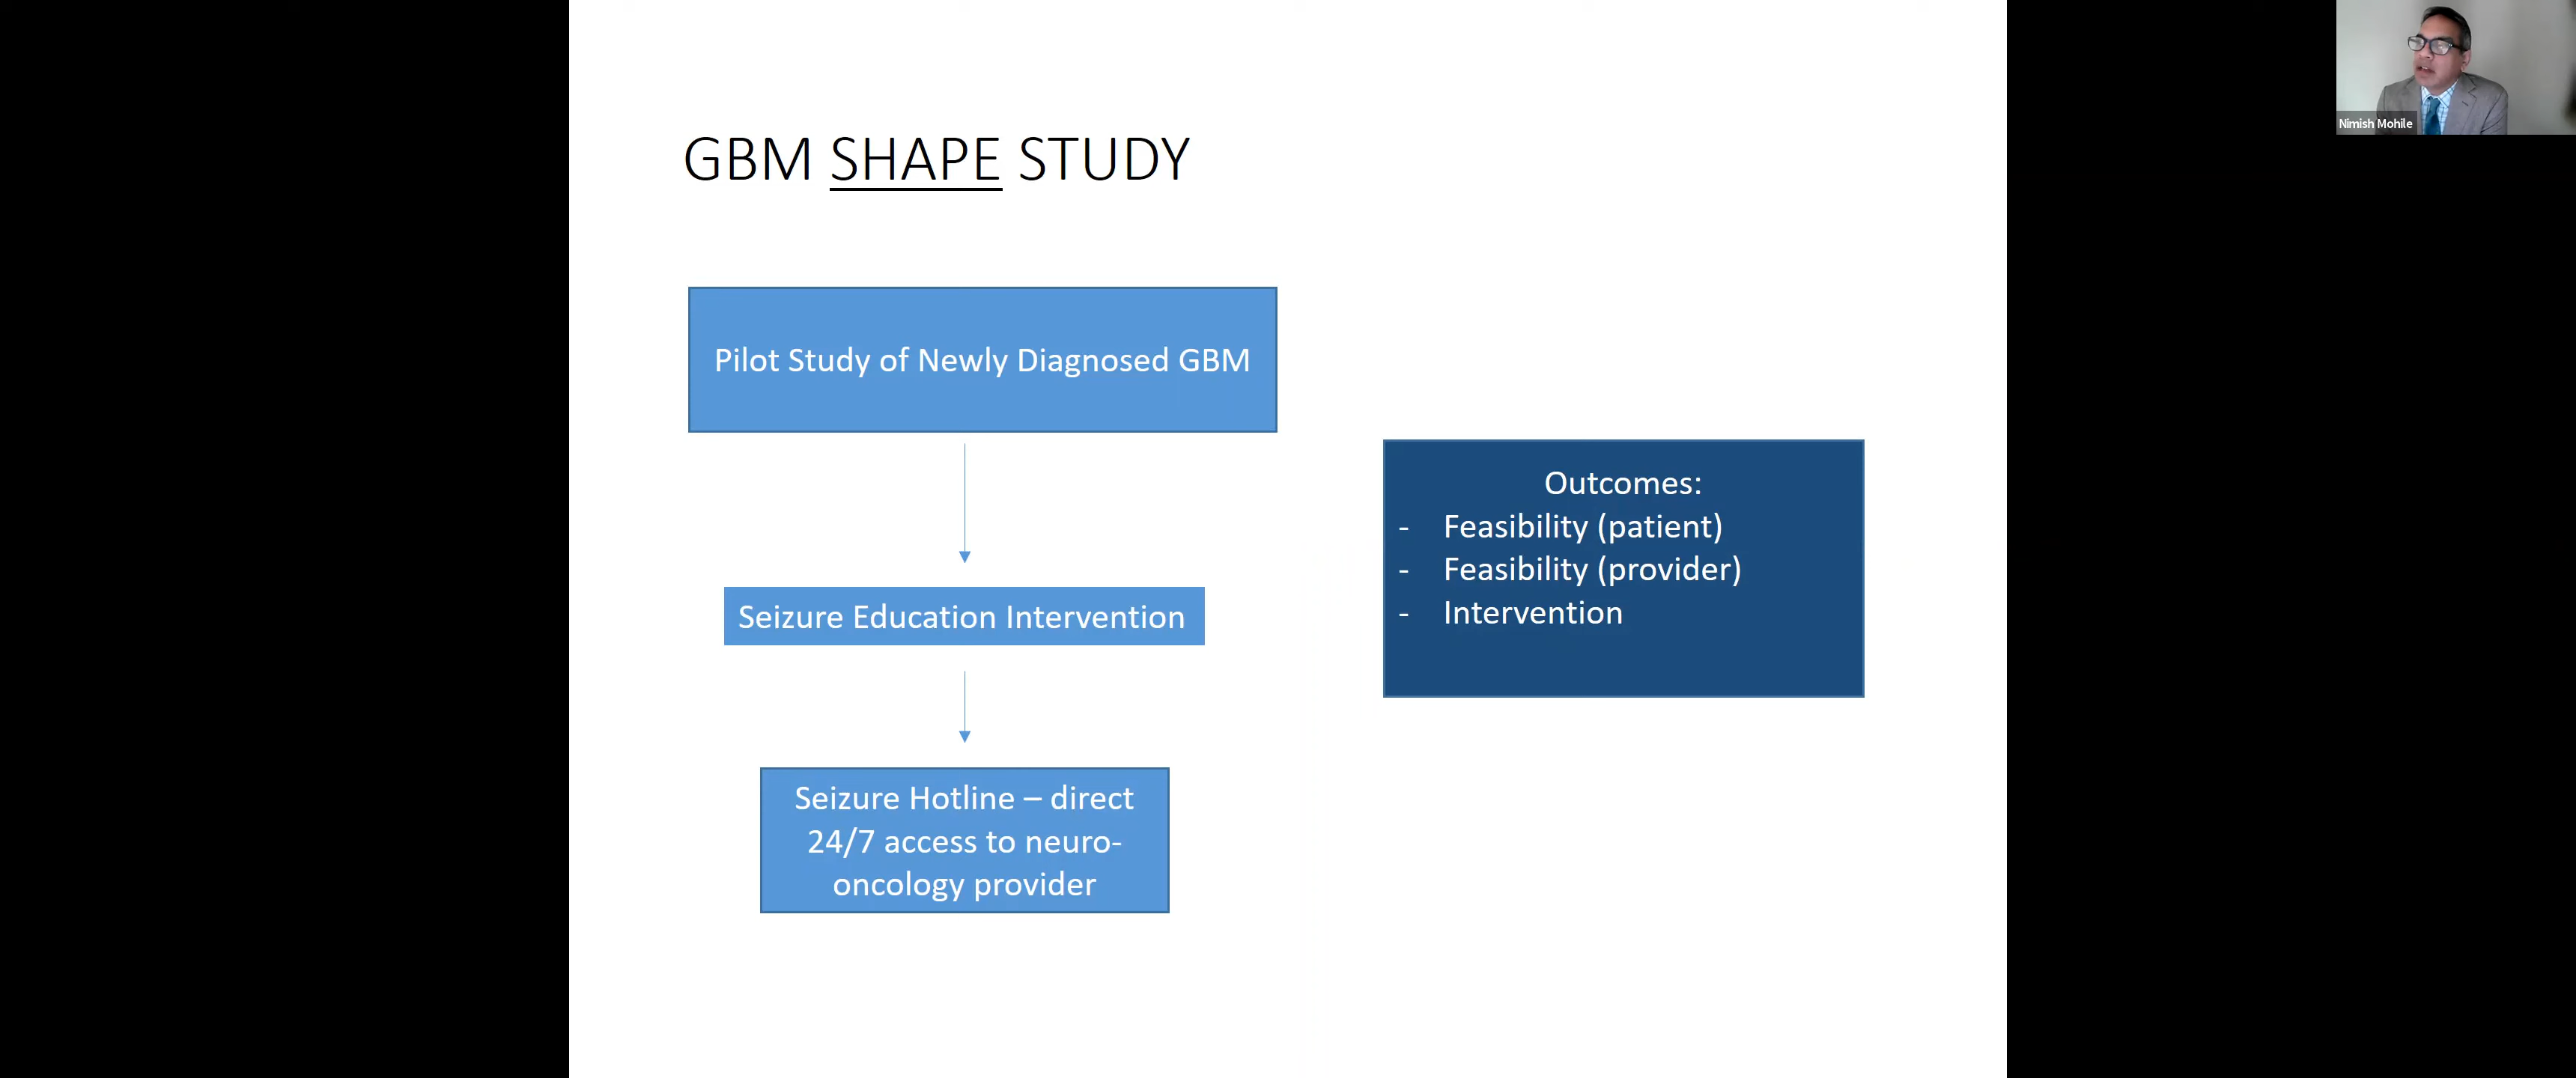 GBM SHAPE STUDY
Pilot Study of Newly Diagnosed GBM
Seizure Education Intervention
Seizure Hotline – direct
24/7 access to neuro-
oncology provider
Outcomes:
- Feasibility (patient)
- Feasibility (provider)
- Intervention
Nimish Mohile